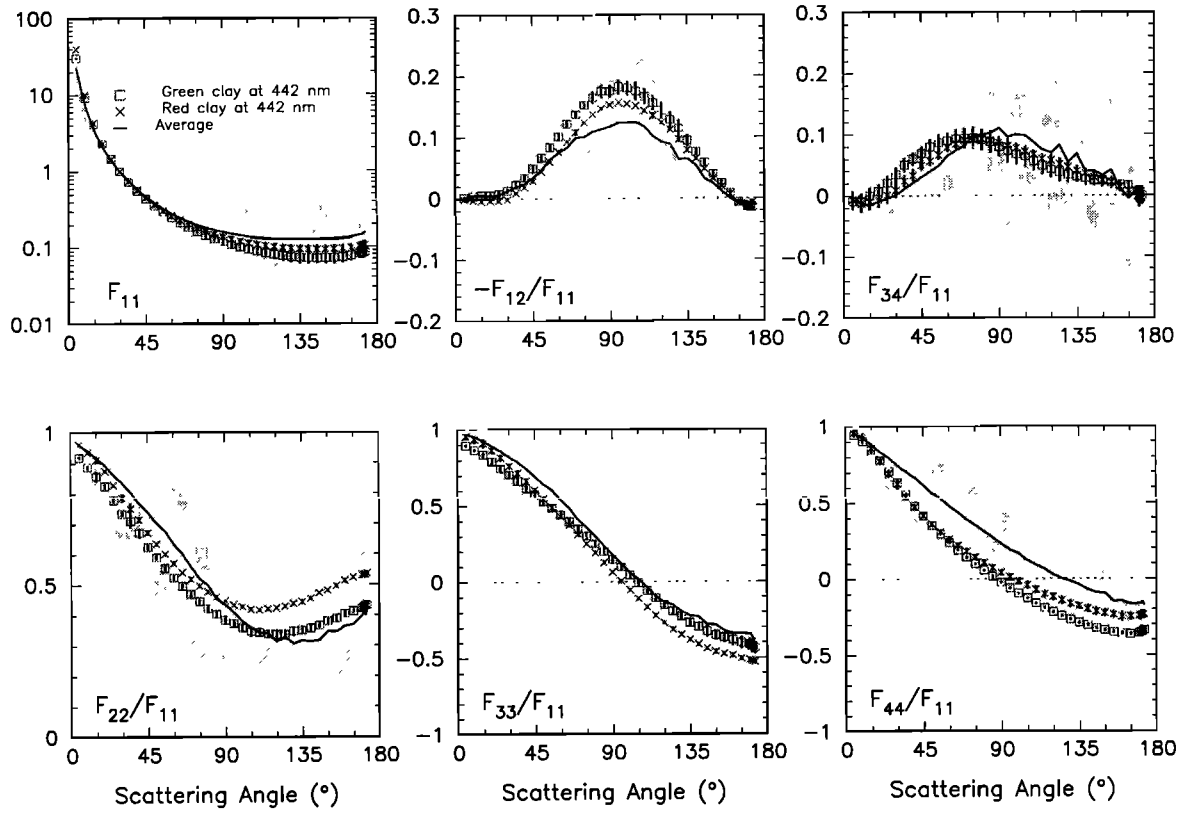 100
10
1
0.1
0.01
Green clay at 442 nm
Red clay at 442 nm
Average
F11
0 45 90 135 180
0.3
0.2
0.1
0
−0.1
−0.2
−F12/F11
0 45 90 135 180
0.3
0.2
0.1
0
−0.1
−0.2
F34/F11
0 45 90 135 180
1
0.5
0
F22/F11
0 45 90 135 180
Scattering Angle (°)
1
0.5
0
−0.5
−1
F33/F11
0 45 90 135 180
Scattering Angle (°)
1
0.5
0
−0.5
−1
F44/F11
0 45 90 135 180
Scattering Angle (°)